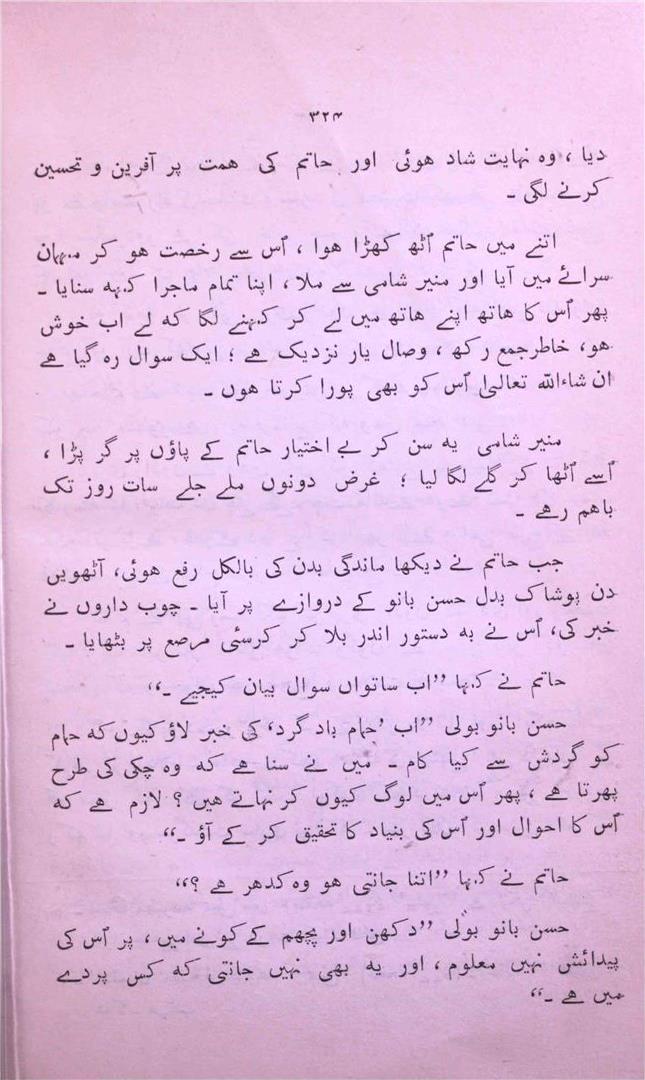 ۳۲۴
دیا ، وہ نہایت شاد ہوئی اور حاتم کی ہمت پر آفرین و تحسین
کرنے لگی ۔
اتنے میں حاتم اُٹھ کھڑا ہوا ، اُس سے رخصت ہو کر مہمان
سرائے میں آیا اور منیر شامی سے ملا ، اپنا تمام ماجرا کہہ سنایا ۔
پھر اُس کا ہاتھ اپنے ہاتھ میں لے کر کہنے لگا کہ لے اب خوش
ہو، خاطر جمع رکھ ، وصال یار نزدیک ہے ؛ ایک سوال رہ گیا ہے
ان شاءاللہ تعالیٰ اُس کو بھی پورا کرتا ہوں ۔
منیر شامی یہ سن کر بے اختیار حاتم کے پاؤں پر گر پڑا ،
اُسے اُٹھا کر گلے لگا لیا ؛ غرض دونوں ملے جلے سات روز تک
باہم رہے ۔
جب حاتم نے دیکھا ماندگی بدن کی بالکل رفع ہوئی، آٹھویں
دن پوشاک بدل حسن بانو کے دروازے پر آیا ۔ چوب داروں نے
خبر کی، اُس نے بہ دستور اندر بلا کر کرسئی مرصع پر بٹھایا ۔
حاتم نے کہا ”اب ساتواں سوال بیان کیجیے ۔“
حسن بانو بولی ”اب ’حمام باد گرد‘ کی خبر لاؤ کیوں کہ حمام
کو گردش سے کیا کام ۔ میں نے سنا ہے کہ وہ چکی کی طرح
پھرتا ہے ، پھر اُس میں لوگ کیوں کر نہاتے ہیں ؟ لازم ہے کہ
اُس کا احوال اور اُس کی بنیاد کا تحقیق کر کے آؤ ۔“
حاتم نے کہا ”اتنا جانتی ہو وہ کدھر ہے ؟“
حسن بانو بولی ”دکھن اور پچھم کے کونے میں ، پر اُس کی
پیدائش نہیں معلوم ، اور یہ بھی نہیں جانتی کہ کس پردے
میں ہے ۔“